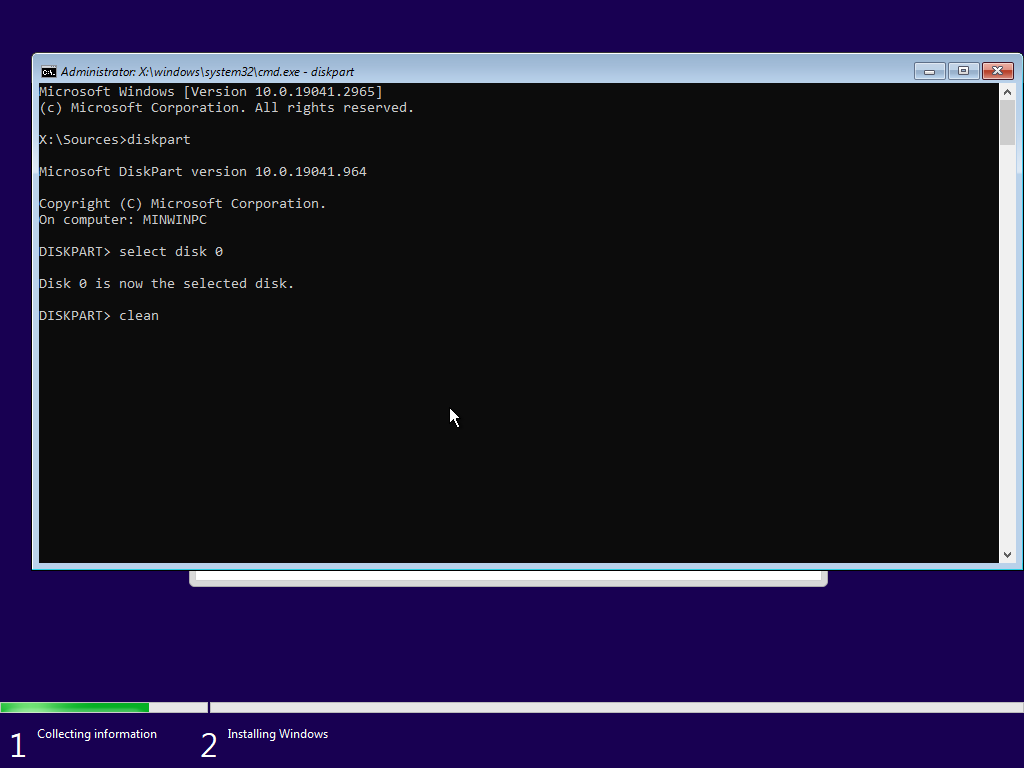 Administrator: X:\windows\system32\cmd.exe - diskpart
Microsoft Windows [Version 10.0.19041.2965]
(c) Microsoft Corporation. All rights reserved.
X:\Sources>diskpart
Microsoft DiskPart version 10.0.19041.964
Copyright (C) Microsoft Corporation.
On computer: MINWINPC
DISKPART> select disk 0
Disk 0 is now the selected disk.
DISKPART> clean
1 Collecting information
2 Installing Windows